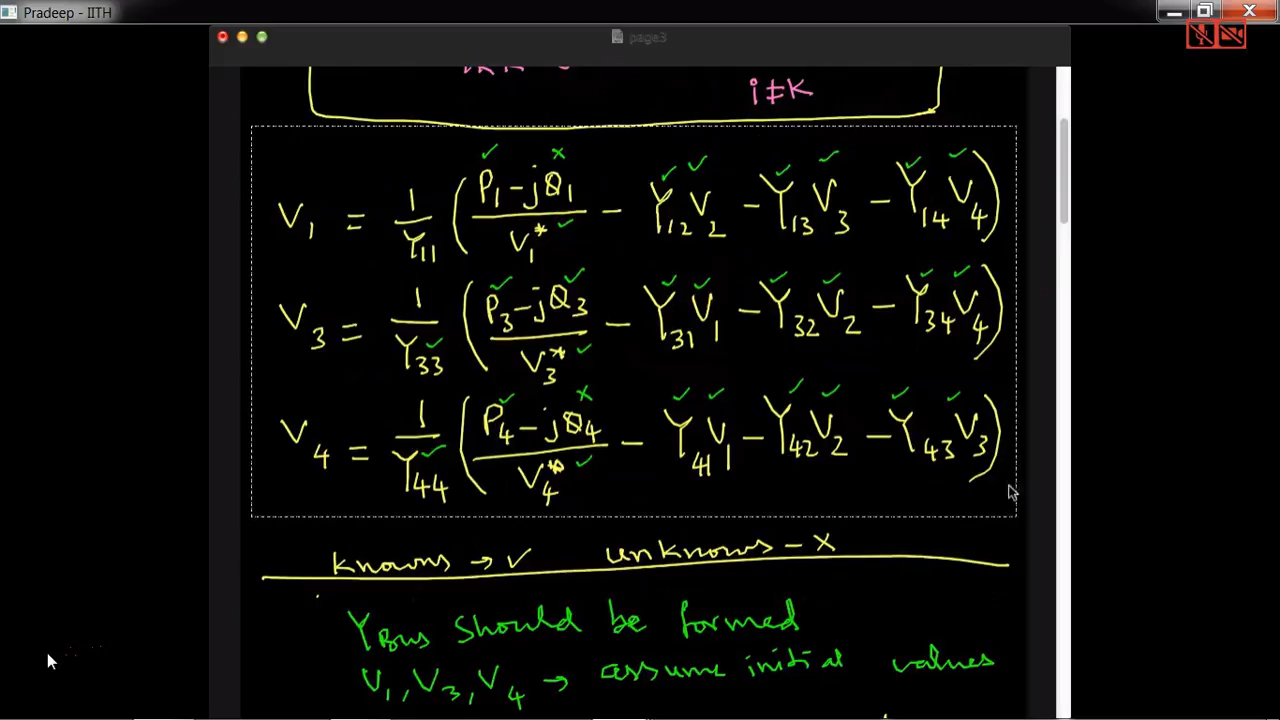 Pradeep - IITH
page3
i ≠ K
V₁ = 1/Y₁₁ ( (P₁ - jQ₁)/V₁* - Y₁₂V₂ - Y₁₃V₃ - Y₁₄V₄ )
V₃ = 1/Y₃₃ ( (P₃ - jQ₃)/V₃* - Y₃₁V₁ - Y₃₂V₂ - Y₃₄V₄ )
V₄ = 1/Y₄₄ ( (P₄ - jQ₄)/V₄* - Y₄₁V₁ - Y₄₂V₂ - Y₄₃V₃ )
knowns → ✓ unknows - x
Y_Bus should be formed
V₁, V₃, V₄ → assume initial values